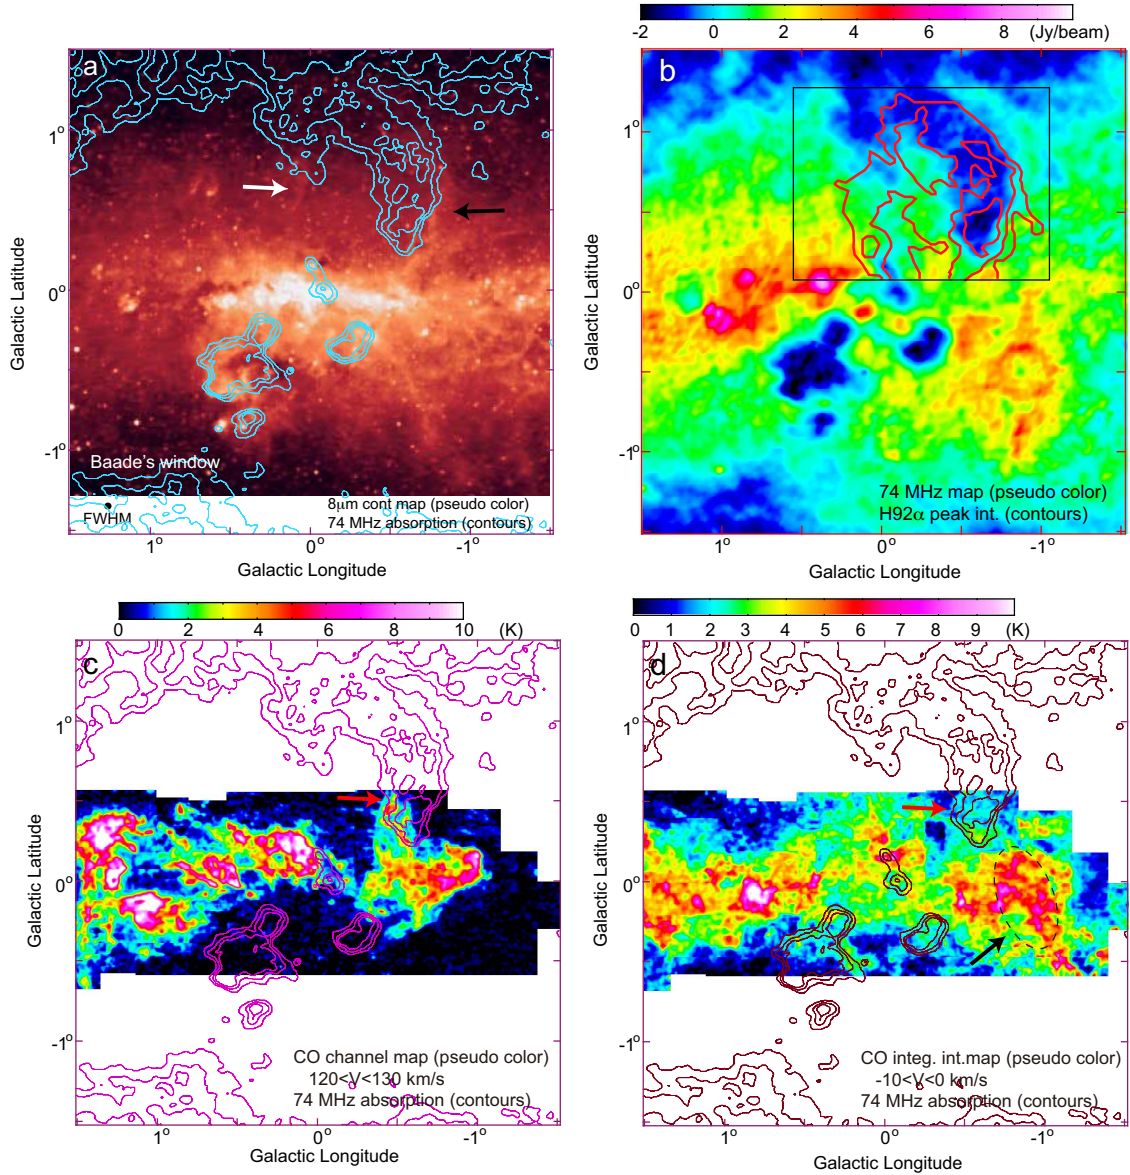 a
1°
0°
-1°
Galactic Latitude
Baade's window
FWHM
8μm cont map (pseudo color)
74 MHz absorption (contours)
1°
0°
-1°
Galactic Longitude
-2
0
2
4
6
8
(Jy/beam)
b
1°
0°
-1°
Galactic Latitude
74 MHz map (pseudo color)
H92α peak int. (contours)
1°
0°
-1°
Galactic Longitude
0
2
4
6
8
10
(K)
c
1°
0°
-1°
Galactic Latitude
CO channel map (pseudo color)
120<V<130 km/s
74 MHz absorption (contours)
1°
0°
-1°
Galactic Longitude
0
1
2
3
4
5
6
7
8
9
(K)
d
1°
0°
-1°
Galactic Latitude
CO integ. int.map (pseudo color)
-10<V<0 km/s
74 MHz absorption (contours)
1°
0°
-1°
Galactic Longitude